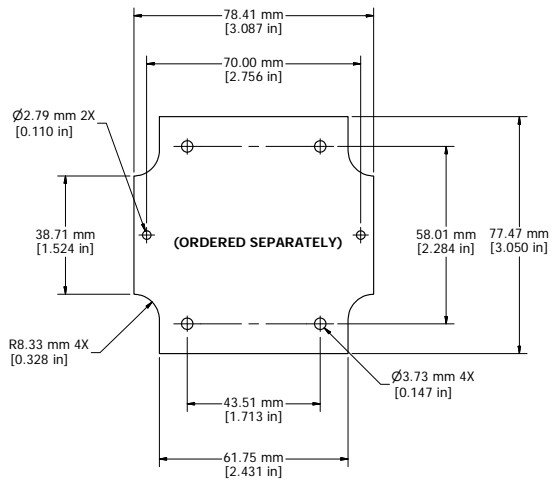 78.41 mm
[3.087 in]
70.00 mm
[2.756 in]
Ø2.79 mm 2X
[0.110 in]
38.71 mm
[1.524 in]
(ORDERED SEPARATELY)
58.01 mm
[2.284 in]
77.47 mm
[3.050 in]
R8.33 mm 4X
[0.328 in]
Ø3.73 mm 4X
[0.147 in]
43.51 mm
[1.713 in]
61.75 mm
[2.431 in]